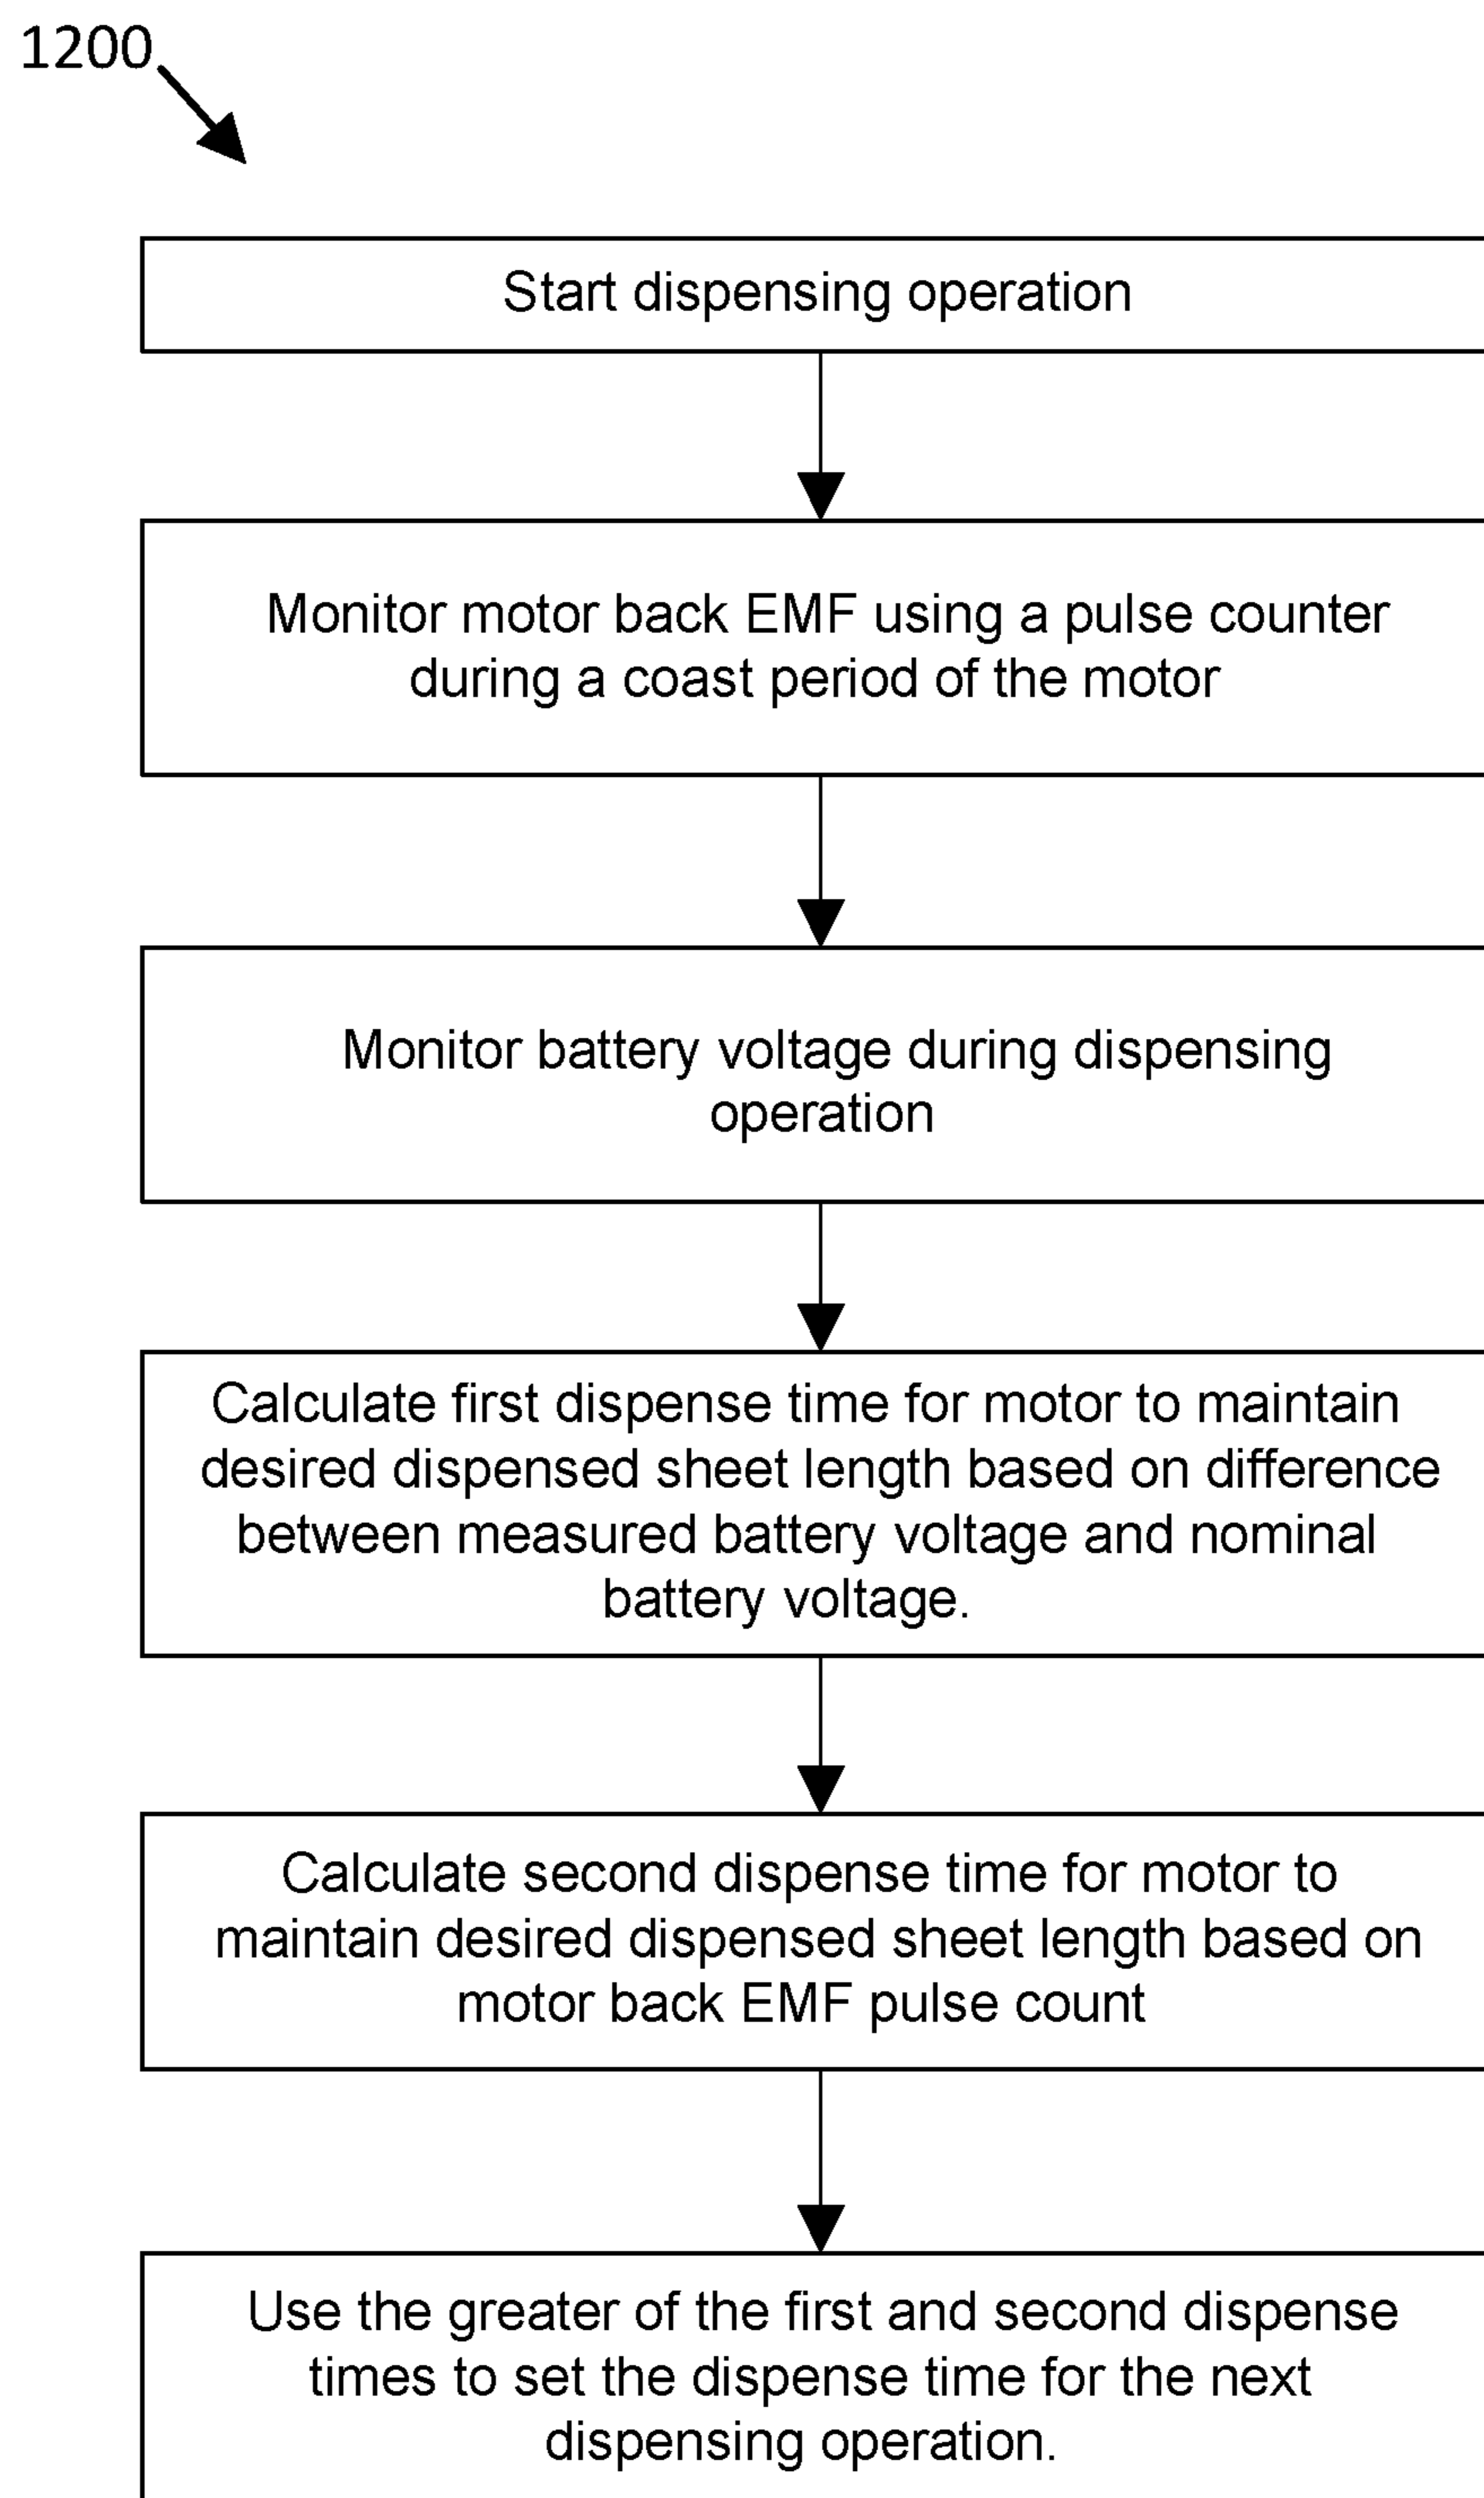 1200
Start dispensing operation
Monitor motor back EMF using a pulse counter
during a coast period of the motor
Monitor battery voltage during dispensing
operation
Calculate first dispense time for motor to maintain
desired dispensed sheet length based on difference
between measured battery voltage and nominal
battery voltage.
Calculate second dispense time for motor to
maintain desired dispensed sheet length based on
motor back EMF pulse count
Use the greater of the first and second dispense
times to set the dispense time for the next
dispensing operation.